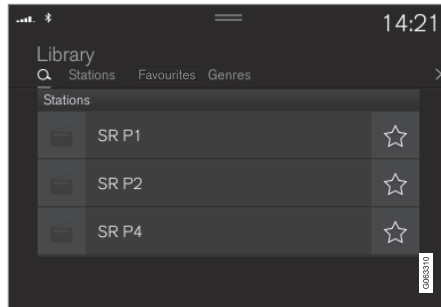 14:21
Library
Stations Favourites Genres
Stations
SR P1
SR P2
SR P4
G063310